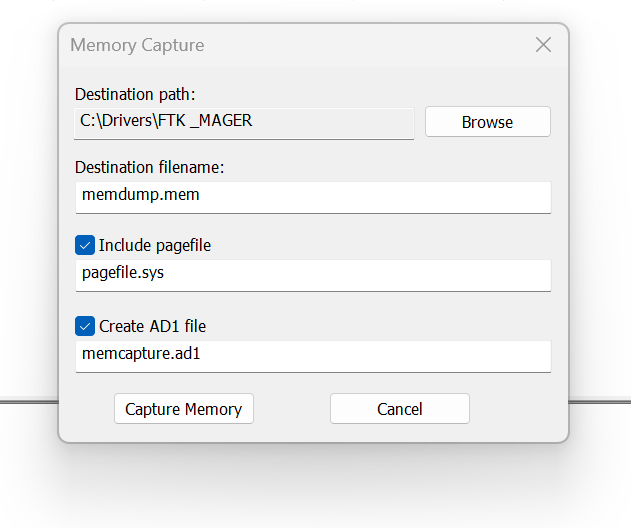 Memory Capture
Destination path:
C:\Drivers\FTK _MAGER
Browse
Destination filename:
memdump.mem
Include pagefile
pagefile.sys
Create AD1 file
memcapture.ad1
Capture Memory
Cancel